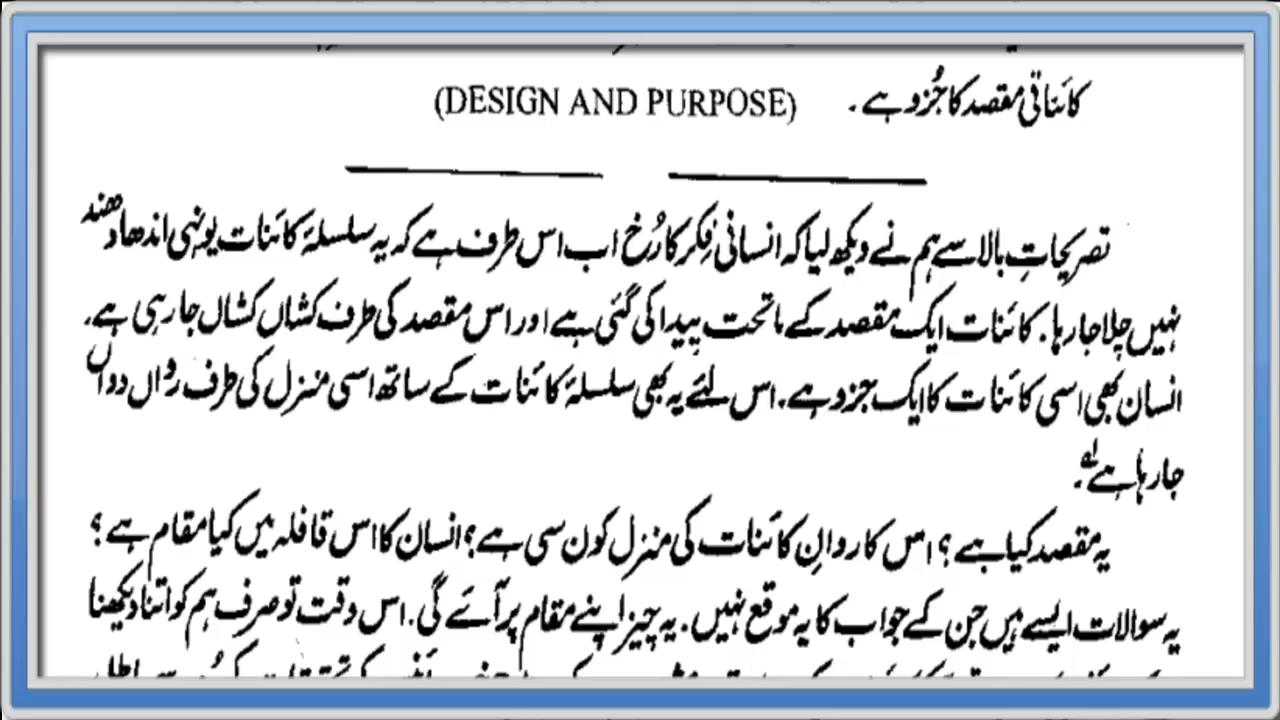 کائناتی مقصد کا جُزو ہے۔ (DESIGN AND PURPOSE)
تصریحاتِ بالا سے ہم نے دیکھ لیا کہ انسانی فکر کا رُخ اب اس طرف ہے کہ یہ سلسلۂ کائنات یونہی اندھا دھند
نہیں چلا جا رہا۔ کائنات ایک مقصد کے ماتحت پیدا کی گئی ہے اور اس مقصد کی طرف کشاں کشاں جا رہی ہے۔
انسان بھی اسی کائنات کا ایک جزو ہے۔ اس لئے یہ بھی سلسلۂ کائنات کے ساتھ اسی منزل کی طرف رواں دواں
جا رہا ہے۔
یہ مقصد کیا ہے؟ اس کاروانِ کائنات کی منزل کون سی ہے؟ انسان کا اس قافلہ میں کیا مقام ہے؟
یہ سوالات ایسے ہیں جن کے جواب کا یہ موقع نہیں۔ یہ چیز اپنے مقام پر آئے گی۔ اس وقت تو صرف ہم کو اتنا دیکھنا